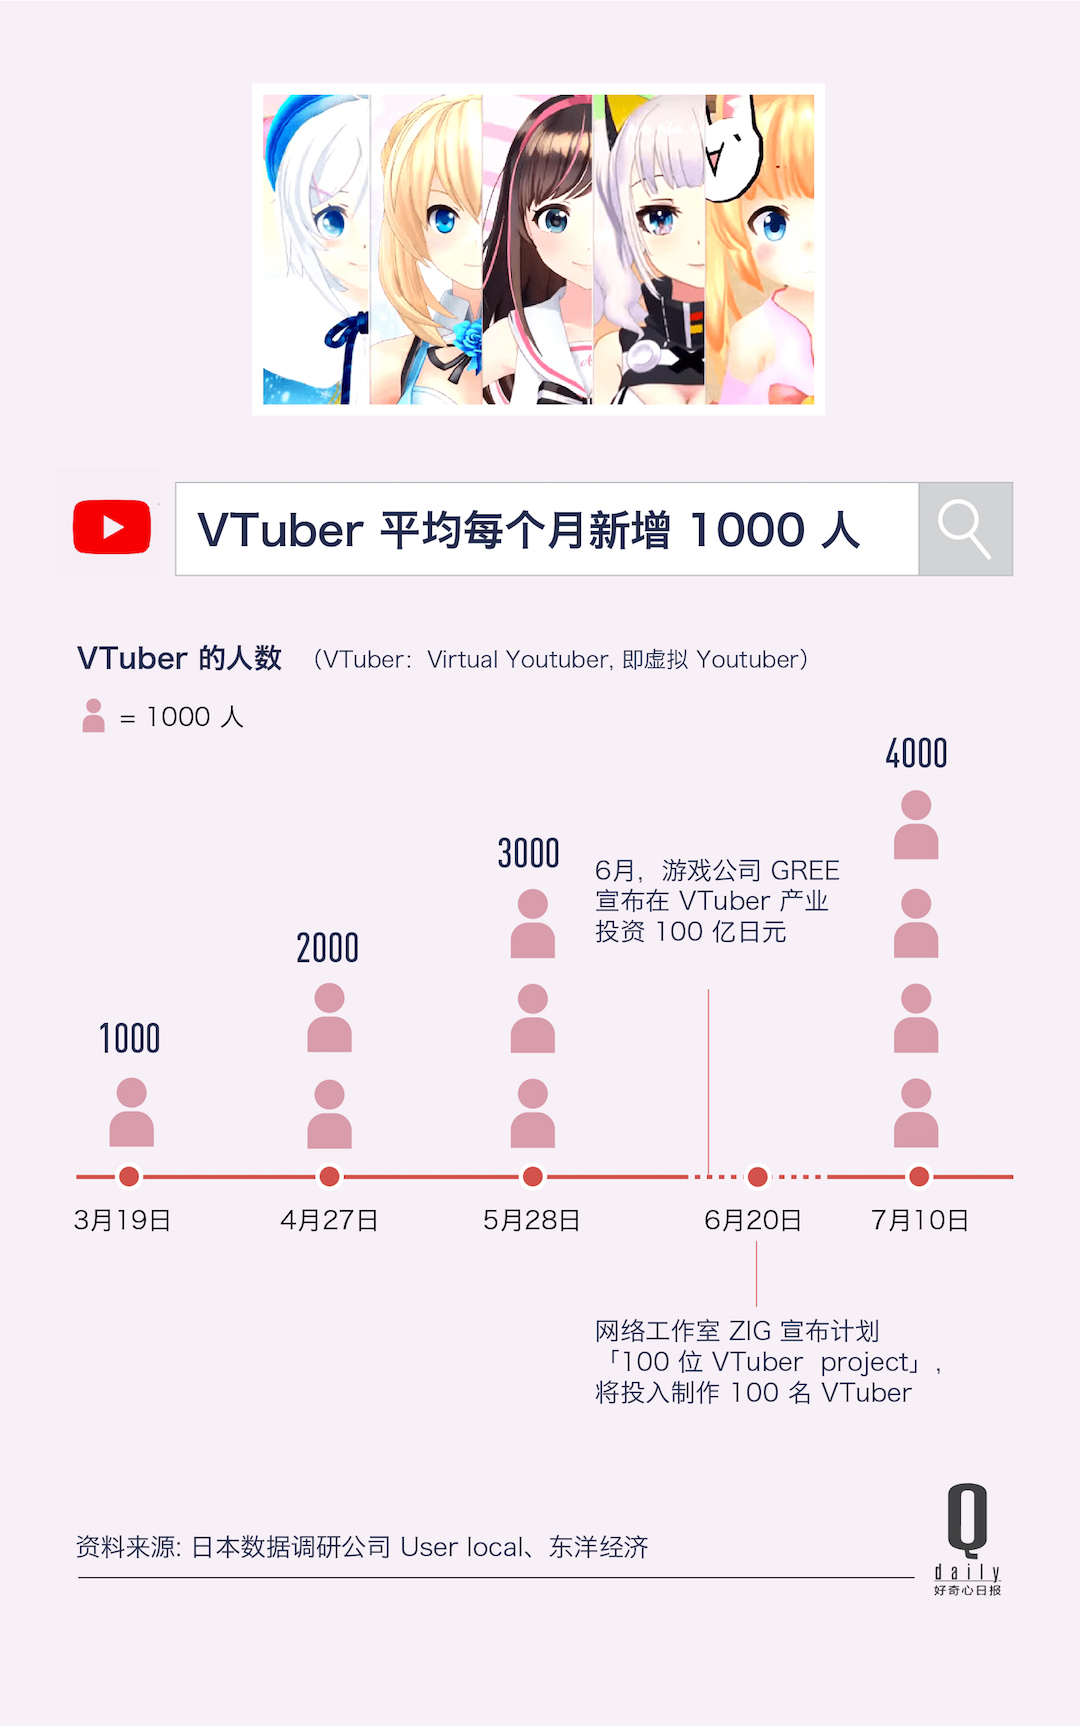 VTuber 平均每个月新增 1000 人
VTuber 的人数 （VTuber：Virtual Youtuber, 即虚拟 Youtuber）
= 1000 人
4000
3000
6月，游戏公司 GREE
宣布在 VTuber 产业
投资 100 亿日元
2000
1000
3月19日 4月27日 5月28日 6月20日 7月10日
网络工作室 ZIG 宣布计划
「100 位 VTuber project」,
将投入制作 100 名 VTuber
资料来源: 日本数据调研公司 User local、东洋经济
Q
daily
好奇心日报